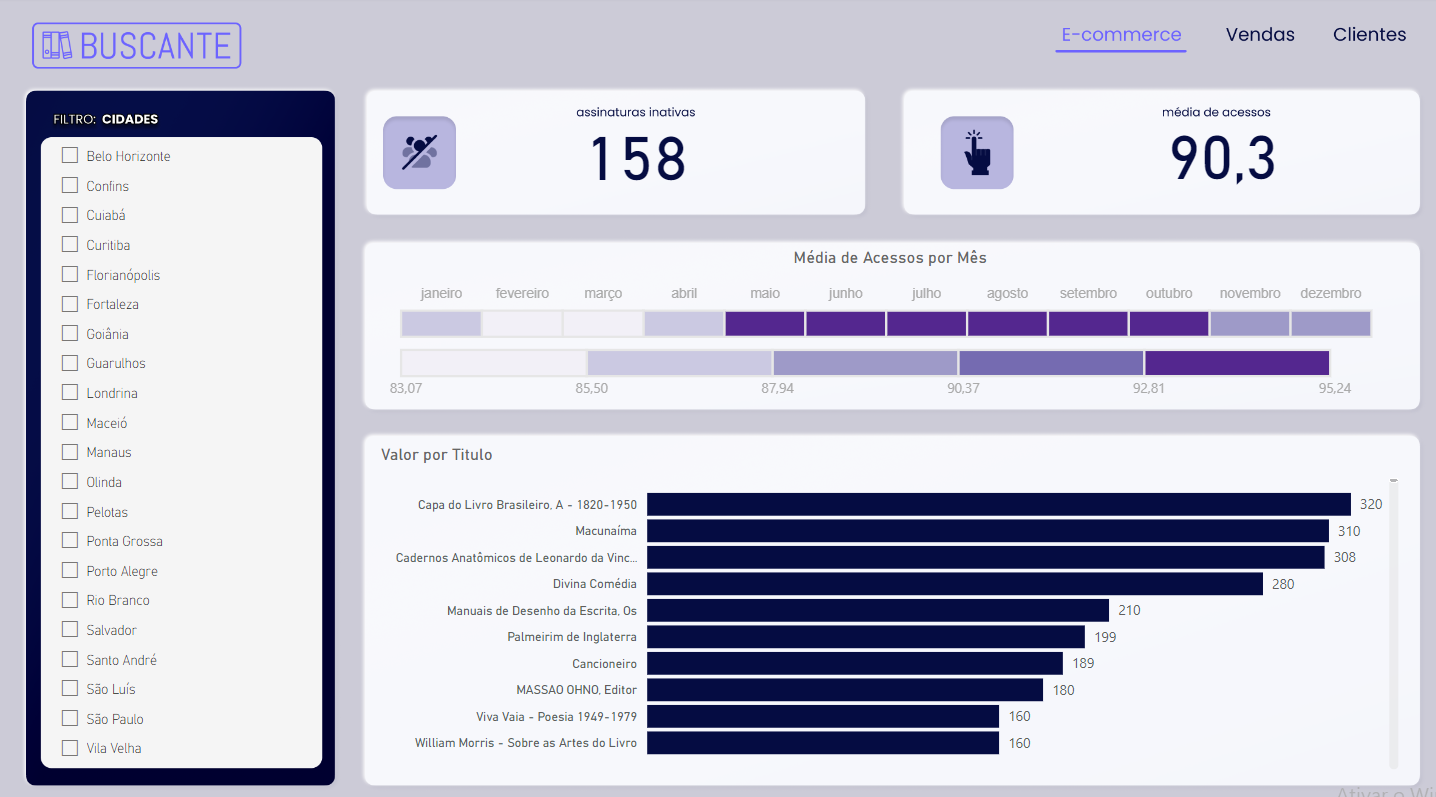 BUSCANTE
E-commerce Vendas Clientes
FILTRO: CIDADES
Belo Horizonte
Confins
Cuiabá
Curitiba
Florianópolis
Fortaleza
Goiânia
Guarulhos
Londrina
Maceió
Manaus
Olinda
Pelotas
Ponta Grossa
Porto Alegre
Rio Branco
Salvador
Santo André
São Luís
São Paulo
Vila Velha
assinaturas inativas
158
média de acessos
90,3
Média de Acessos por Mês
janeiro fevereiro março abril maio junho julho agosto setembro outubro novembro dezembro
83,07 85,50 87,94 90,37 92,81 95,24
Valor por Titulo
Capa do Livro Brasileiro, A - 1820-1950 320
Macunaíma 310
Cadernos Anatômicos de Leonardo da Vinc... 308
Divina Comédia 280
Manuais de Desenho da Escrita, Os 210
Palmeirim de Inglaterra 199
Cancioneiro 189
MASSAO OHNO, Editor 180
Viva Vaia - Poesia 1949-1979 160
William Morris - Sobre as Artes do Livro 160